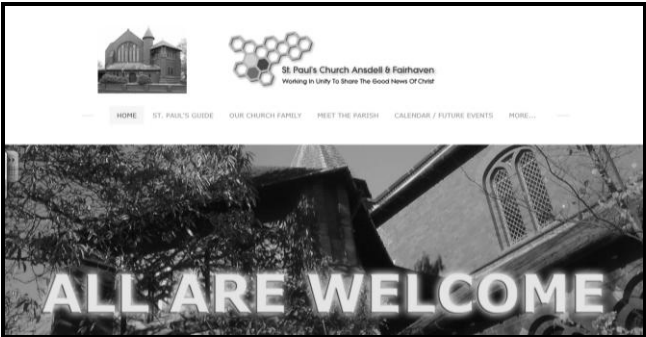 St. Paul's Church Ansdell & Fairhaven
Working In Unity To Share The Good News Of Christ
HOME ST. PAUL'S GUIDE OUR CHURCH FAMILY MEET THE PARISH CALENDAR / FUTURE EVENTS MORE...
ALL ARE WELCOME